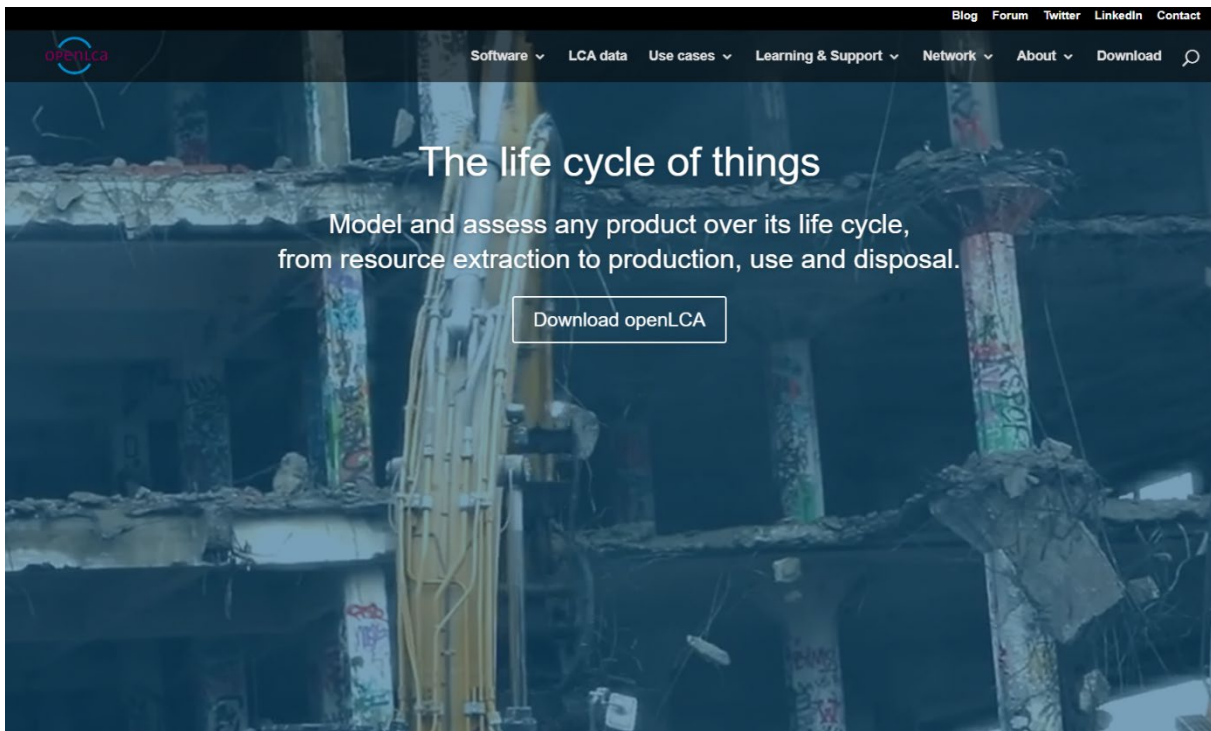 Blog Forum Twitter LinkedIn Contact
openLCA
Software LCA data Use cases Learning & Support Network About Download
The life cycle of things
Model and assess any product over its life cycle,
from resource extraction to production, use and disposal.
Download openLCA